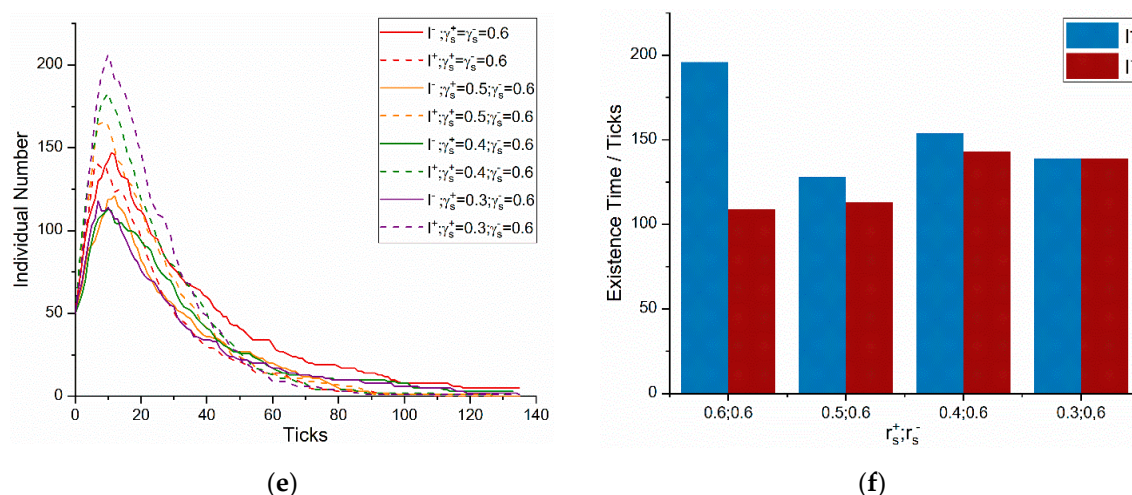 I⁻;γₛ⁺=γₛ⁻=0.6
I⁺;γₛ⁺=γₛ⁻=0.6
I⁻;γₛ⁺=0.5;γₛ⁻=0.6
I⁺;γₛ⁺=0.5;γₛ⁻=0.6
I⁻;γₛ⁺=0.4;γₛ⁻=0.6
I⁺;γₛ⁺=0.4;γₛ⁻=0.6
I⁻;γₛ⁺=0.3;γₛ⁻=0.6
I⁺;γₛ⁺=0.3;γₛ⁻=0.6
Individual Number
200
150
100
50
0
0 20 40 60 80 100 120 140
Ticks
(e)
I
I
Existence Time / Ticks
200
150
100
50
0
0.6;0.6 0.5;0.6 0.4;0.6 0.3;0,6
rₛ⁺;rₛ⁻
(f)